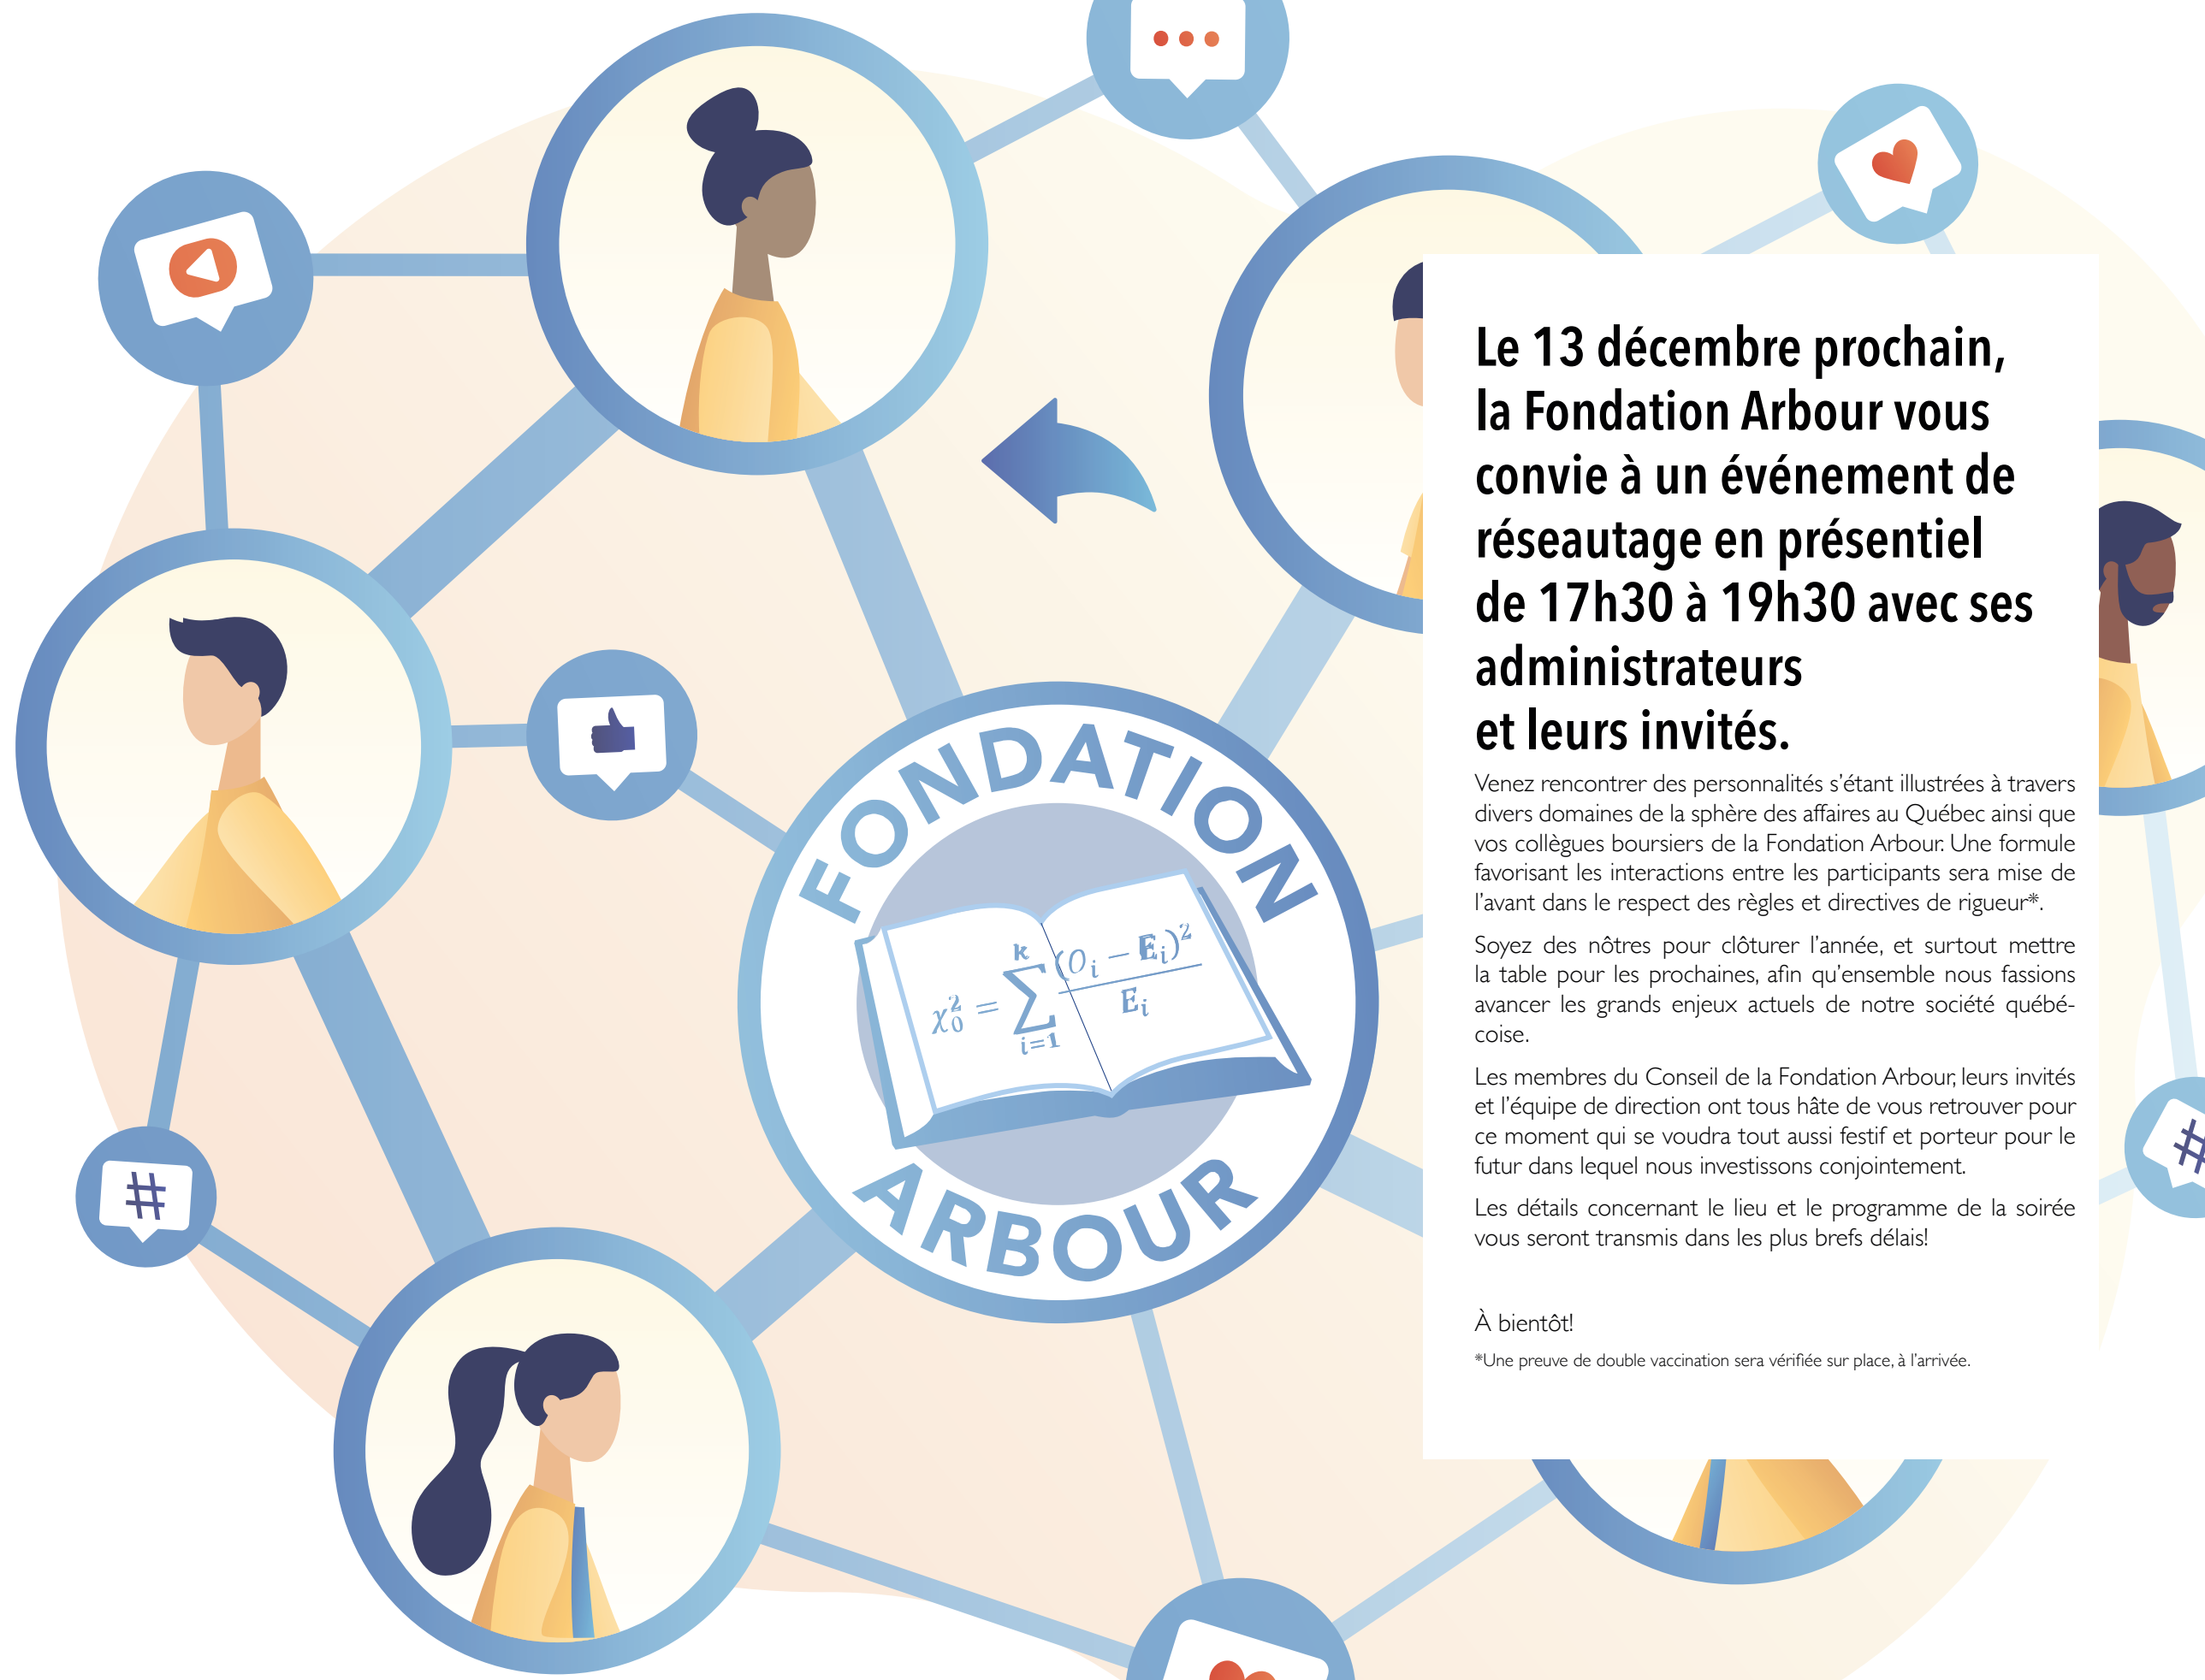 FONDATION
χ²₀ = ∑ᵏᵢ₌₁ (Oᵢ − Eᵢ)² / Eᵢ
ARBOUR
Le 13 décembre prochain,
la Fondation Arbour vous
convie à un événement de
réseautage en présentiel
de 17h30 à 19h30 avec ses
administrateurs
et leurs invités.
Venez rencontrer des personnalités s'étant illustrées à travers
divers domaines de la sphère des affaires au Québec ainsi que
vos collègues boursiers de la Fondation Arbour. Une formule
favorisant les interactions entre les participants sera mise de
l'avant dans le respect des règles et directives de rigueur*.
Soyez des nôtres pour clôturer l'année, et surtout mettre
la table pour les prochaines, afin qu'ensemble nous fassions
avancer les grands enjeux actuels de notre société québé-
coise.
Les membres du Conseil de la Fondation Arbour, leurs invités
et l'équipe de direction ont tous hâte de vous retrouver pour
ce moment qui se voudra tout aussi festif et porteur pour le
futur dans lequel nous investissons conjointement.
Les détails concernant le lieu et le programme de la soirée
vous seront transmis dans les plus brefs délais!
À bientôt!
*Une preuve de double vaccination sera vérifiée sur place, à l'arrivée.
#
#